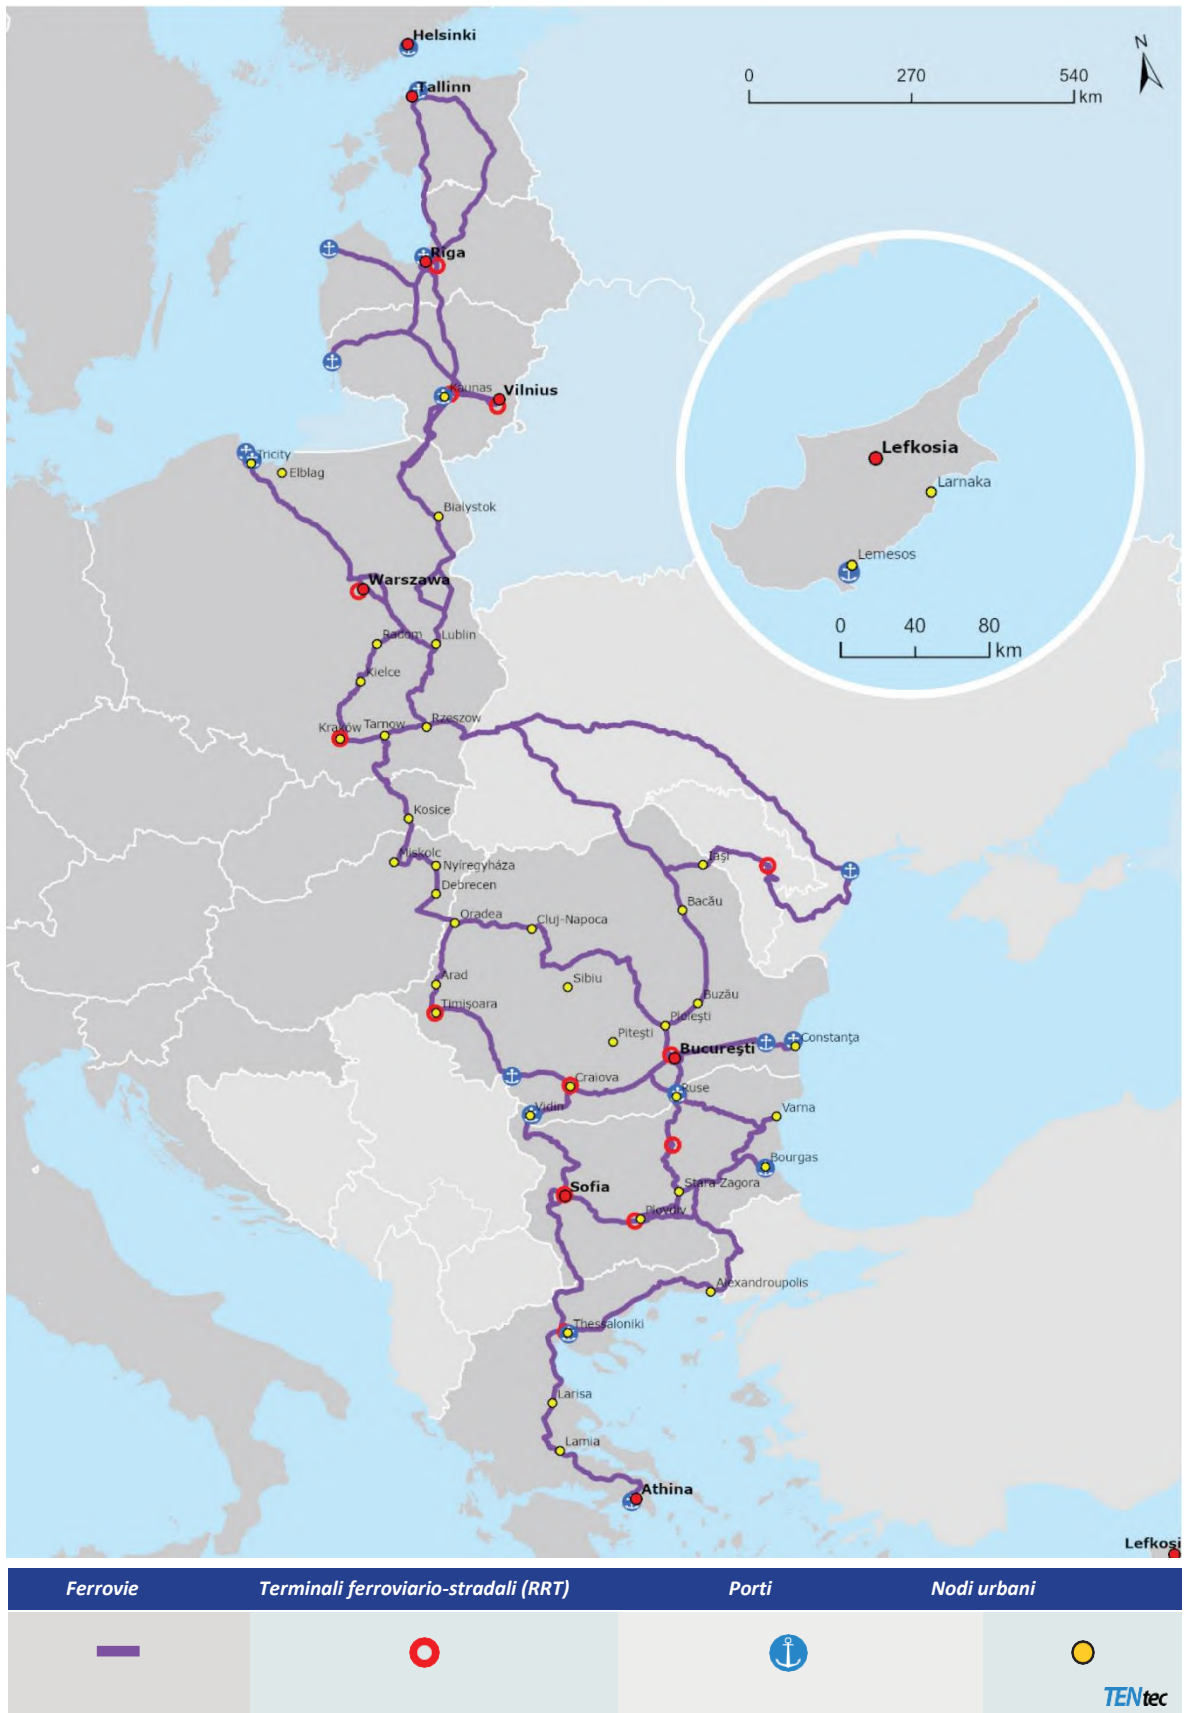 Helsinki
N
0 270 540
km
Tallinn
Rīga
Kaunas
Vilnius
Tricity
Elbląg
Lefkosia
Larnaka
Lemesos
0 40 80
km
Bialystok
Warszawa
Radom
Lublin
Kielce
Kraków
Tarnow
Rzeszow
Kosice
Miskolc
Nyíregyháza
Debrecen
Iaşi
Bacău
Oradea
Cluj-Napoca
Arad
Sibiu
Timişoara
Buzău
Ploieşti
Piteşti
Bucureşti
Constanţa
Craiova
Ruse
Vidin
Varna
Bourgas
Sofia
Stara Zagora
Plovdiv
Alexandroupolis
Thessaloniki
Larisa
Lamia
Athina
Lefkosi
Ferrovie Terminali ferroviario-stradali (RRT) Porti Nodi urbani
TENtec